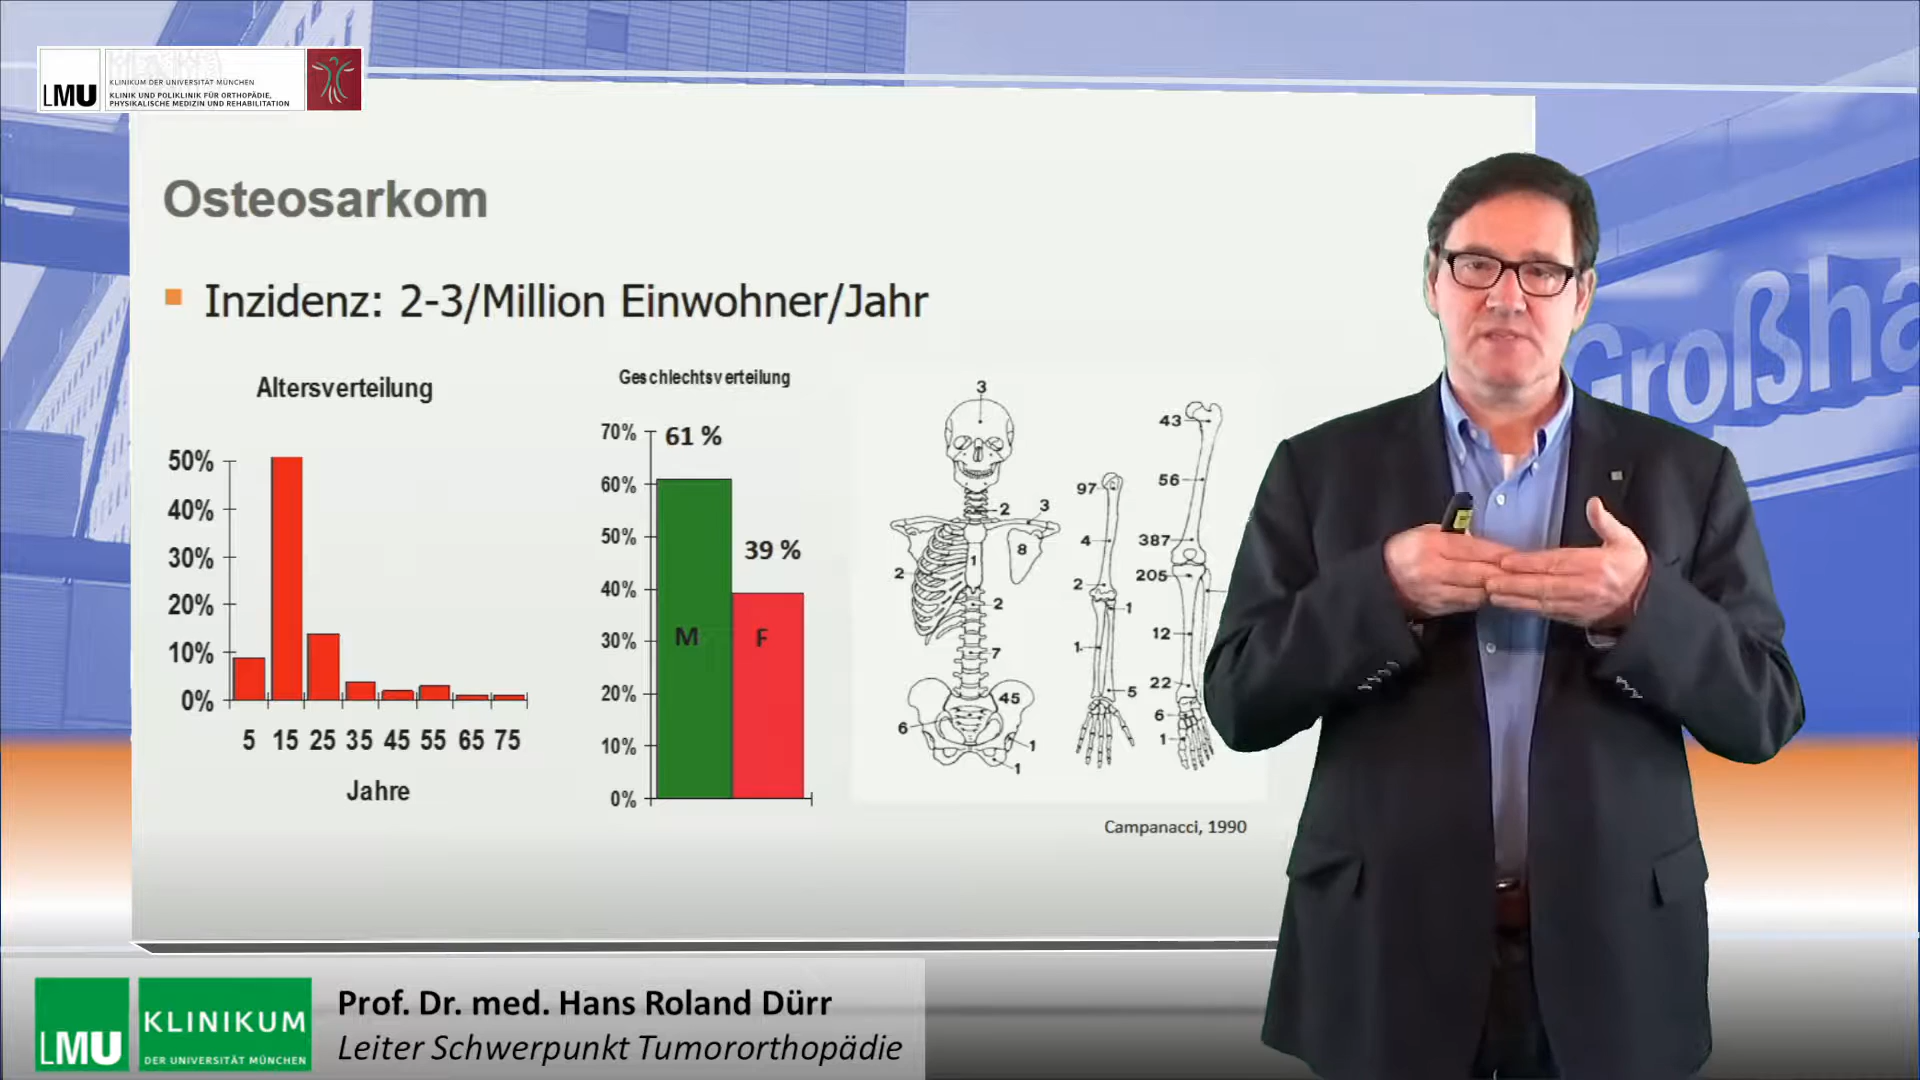 LMU
KLINIKUM DER UNIVERSITÄT MÜNCHEN
KLINIK UND POLIKLINIK FÜR ORTHOPÄDIE,
PHYSIKALISCHE MEDIZIN UND REHABILITATION
Osteosarkom
Inzidenz: 2-3/Million Einwohner/Jahr
Altersverteilung
50%
40%
30%
20%
10%
0%
5 15 25 35 45 55 65 75
Jahre
Geschlechtsverteilung
70%
60%
50%
40%
30%
20%
10%
0%
61 %
39 %
M F
3
2
3
8
1
2
2
7
45
6
1
1
97
4
2
1
1
5
43
56
387
205
12
22
6
1
Campanacci, 1990
Großha
LMU
KLINIKUM
DER UNIVERSITÄT MÜNCHEN
Prof. Dr. med. Hans Roland Dürr
Leiter Schwerpunkt Tumororthopädie